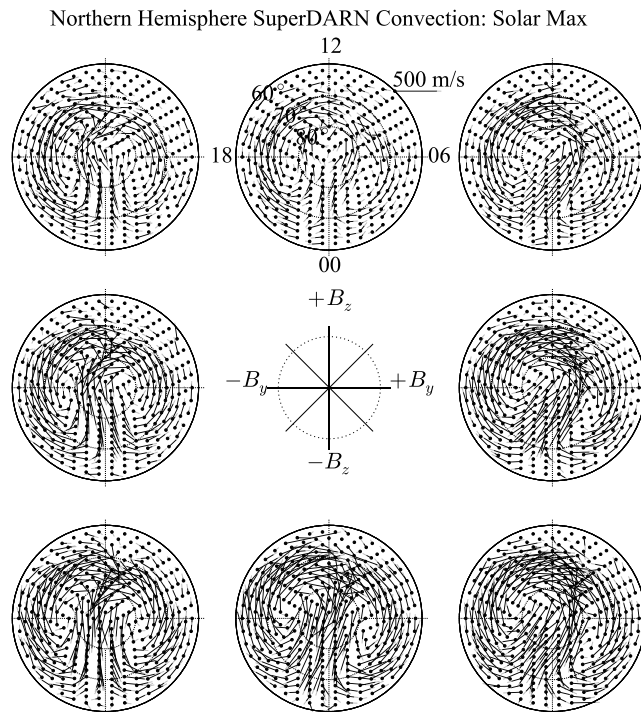 Northern Hemisphere SuperDARN Convection: Solar Max
12
500 m/s
60°
70°
80°
18
06
00
+B_z
−B_y
+B_y
−B_z